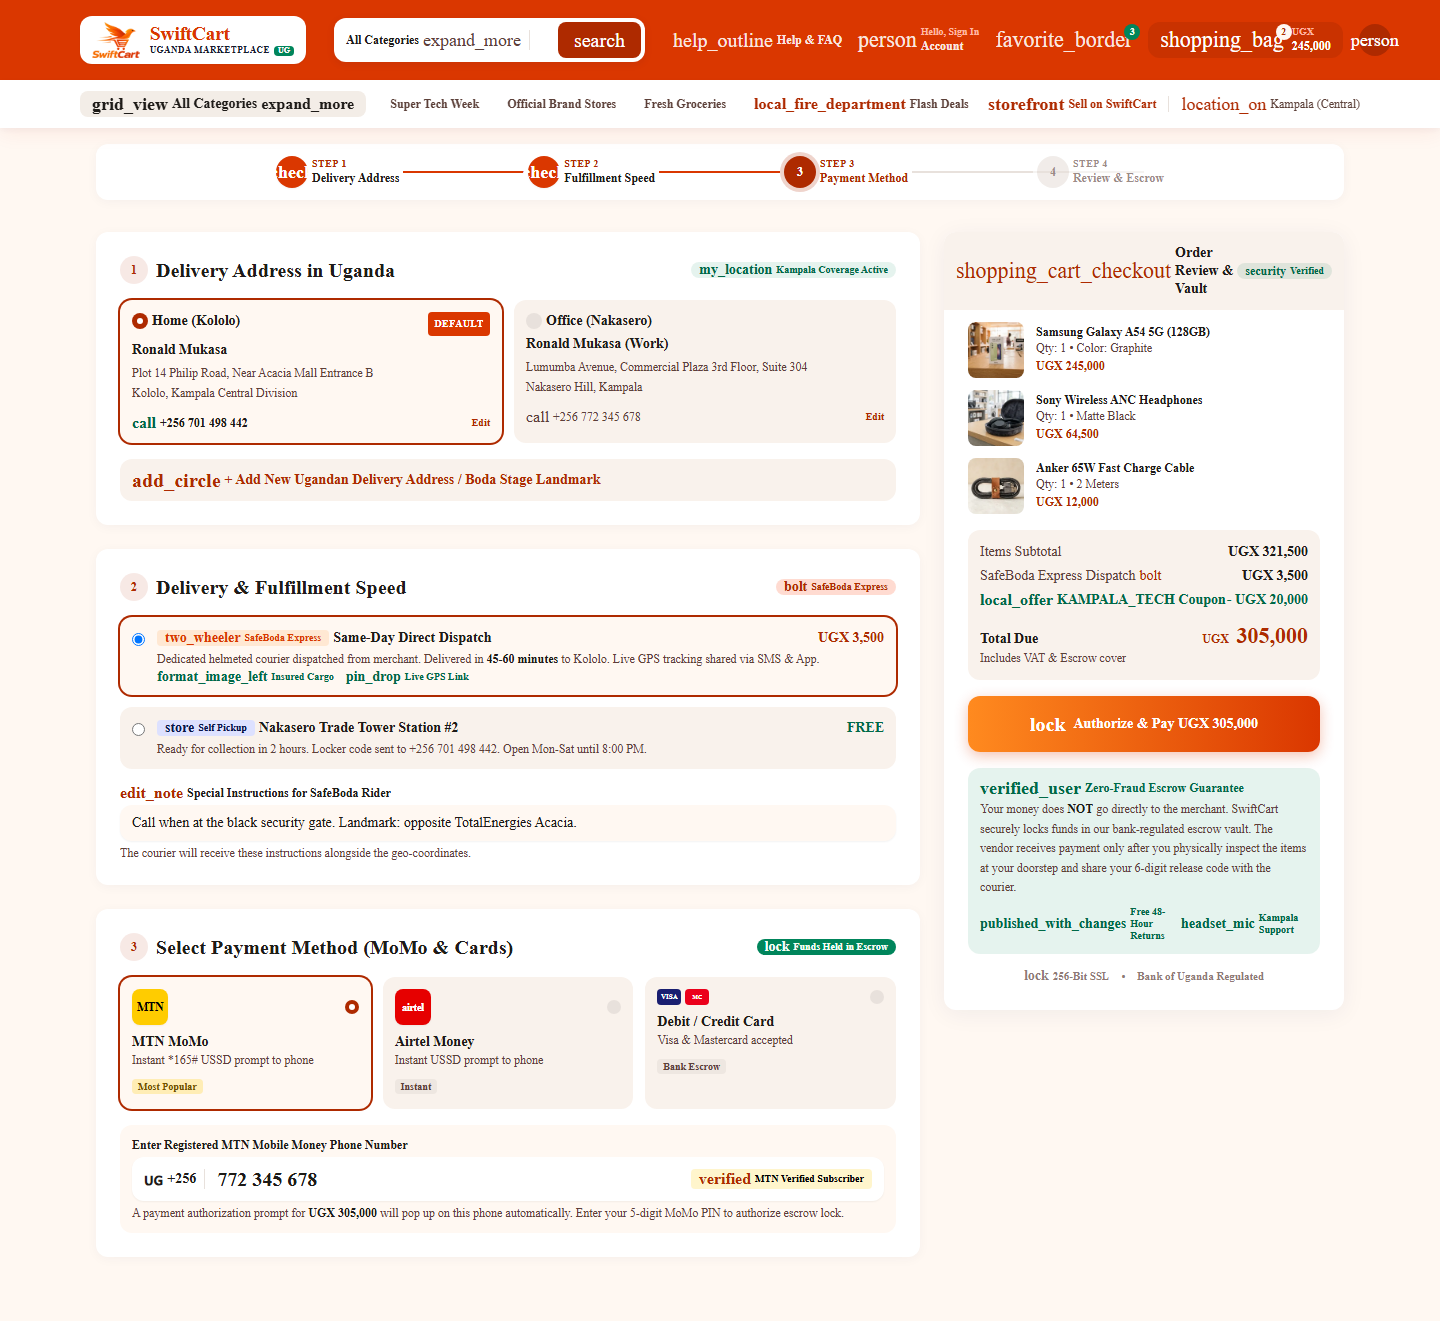 SwiftCart
SwiftCart
UGANDA MARKETPLACE UG
All Categories expand_more
search
help_outline Help & FAQ
person Hello, Sign In
Account
favorite_border 3
shopping_bag 2 UGX
245,000
person
grid_view All Categories expand_more
Super Tech Week
Official Brand Stores
Fresh Groceries
local_fire_department Flash Deals
storefront Sell on SwiftCart
location_on Kampala (Central)
STEP 1
Delivery Address
STEP 2
Fulfillment Speed
3 STEP 3
Payment Method
4 STEP 4
Review & Escrow
1 Delivery Address in Uganda
my_location Kampala Coverage Active
Home (Kololo)
DEFAULT
Ronald Mukasa
Plot 14 Philip Road, Near Acacia Mall Entrance B
Kololo, Kampala Central Division
call +256 701 498 442
Edit
Office (Nakasero)
Ronald Mukasa (Work)
Lumumba Avenue, Commercial Plaza 3rd Floor, Suite 304
Nakasero Hill, Kampala
call +256 772 345 678
Edit
add_circle + Add New Ugandan Delivery Address / Boda Stage Landmark
2 Delivery & Fulfillment Speed
bolt SafeBoda Express
two_wheeler SafeBoda Express Same-Day Direct Dispatch
UGX 3,500
Dedicated helmeted courier dispatched from merchant. Delivered in 45-60 minutes to Kololo. Live GPS tracking shared via SMS & App.
format_image_left Insured Cargo pin_drop Live GPS Link
store Self Pickup Nakasero Trade Tower Station #2
FREE
Ready for collection in 2 hours. Locker code sent to +256 701 498 442. Open Mon-Sat until 8:00 PM.
edit_note Special Instructions for SafeBoda Rider
Call when at the black security gate. Landmark: opposite TotalEnergies Acacia.
The courier will receive these instructions alongside the geo-coordinates.
3 Select Payment Method (MoMo & Cards)
lock Funds Held in Escrow
MTN
MTN MoMo
Instant *165# USSD prompt to phone
Most Popular
airtel
Airtel Money
Instant USSD prompt to phone
Instant
VISA MC
Debit / Credit Card
Visa & Mastercard accepted
Bank Escrow
Enter Registered MTN Mobile Money Phone Number
UG +256 772 345 678
verified MTN Verified Subscriber
A payment authorization prompt for UGX 305,000 will pop up on this phone automatically. Enter your 5-digit MoMo PIN to authorize escrow lock.
shopping_cart_checkout
Order
Review &
Vault
security Verified
Samsung Galaxy A54 5G (128GB)
Qty: 1 • Color: Graphite
UGX 245,000
Sony Wireless ANC Headphones
Qty: 1 • Matte Black
UGX 64,500
Anker 65W Fast Charge Cable
Qty: 1 • 2 Meters
UGX 12,000
Items Subtotal UGX 321,500
SafeBoda Express Dispatch bolt UGX 3,500
local_offer KAMPALA_TECH Coupon - UGX 20,000
Total Due UGX 305,000
Includes VAT & Escrow cover
lock Authorize & Pay UGX 305,000
verified_user Zero-Fraud Escrow Guarantee
Your money does NOT go directly to the merchant. SwiftCart
securely locks funds in our bank-regulated escrow vault. The
vendor receives payment only after you physically inspect the items
at your doorstep and share your 6-digit release code with the
courier.
published_with_changes Free 48-
Hour
Returns
headset_mic Kampala
Support
lock 256-Bit SSL • Bank of Uganda Regulated